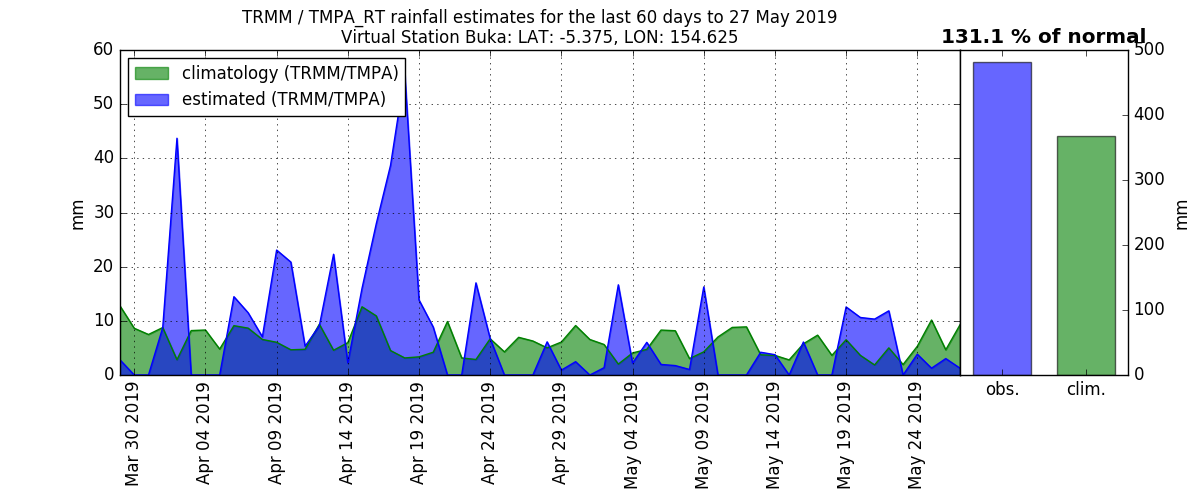 TRMM / TMPA_RT rainfall estimates for the last 60 days to 27 May 2019
Virtual Station Buka: LAT: -5.375, LON: 154.625
131.1 % of normal
climatology (TRMM/TMPA)
estimated (TRMM/TMPA)
mm
60
50
40
30
20
10
0
Mar 30 2019
Apr 04 2019
Apr 09 2019
Apr 14 2019
Apr 19 2019
Apr 24 2019
Apr 29 2019
May 04 2019
May 09 2019
May 14 2019
May 19 2019
May 24 2019
obs.
clim.
500
400
300
200
100
0
mm